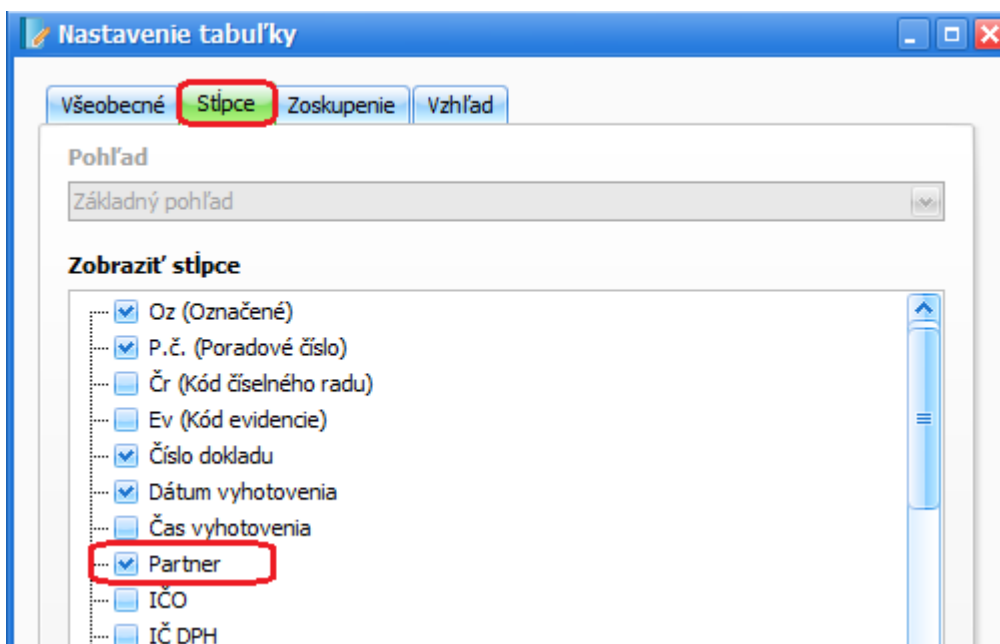 Nastavenie tabuľky
Všeobecné Stĺpce Zoskupenie Vzhľad
Pohľad
Základný pohľad
Zobraziť stĺpce
Oz (Označené)
P.č. (Poradové číslo)
Čr (Kód číselného radu)
Ev (Kód evidencie)
Číslo dokladu
Dátum vyhotovenia
Čas vyhotovenia
Partner
IČO
IČ DPH